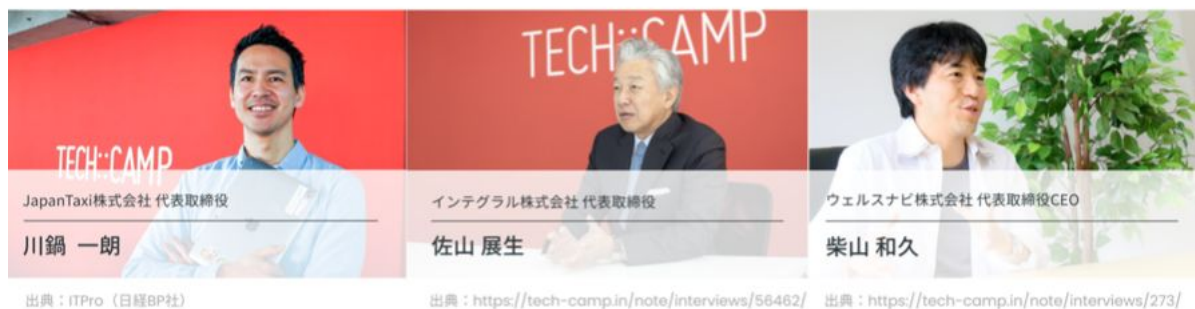 TECH::CAMP
JapanTaxi株式会社 代表取締役
川鍋 一朗
出典：ITPro（日経BP社）
TECH::CAMP
インテグラル株式会社 代表取締役
佐山 展生
出典：https://tech-camp.in/note/interviews/56462/
ウェルスナビ株式会社 代表取締役CEO
柴山 和久
出典：https://tech-camp.in/note/interviews/273/